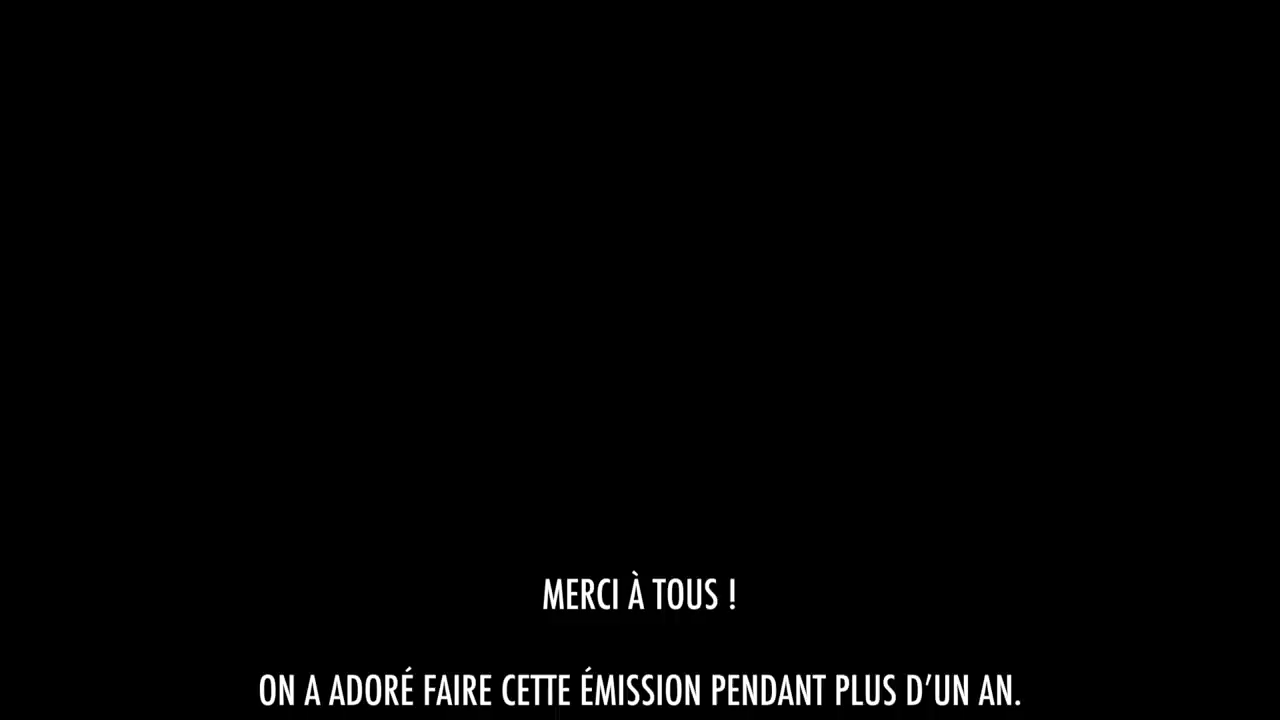 MERCI À TOUS !
ON A ADORÉ FAIRE CETTE ÉMISSION PENDANT PLUS D’UN AN.